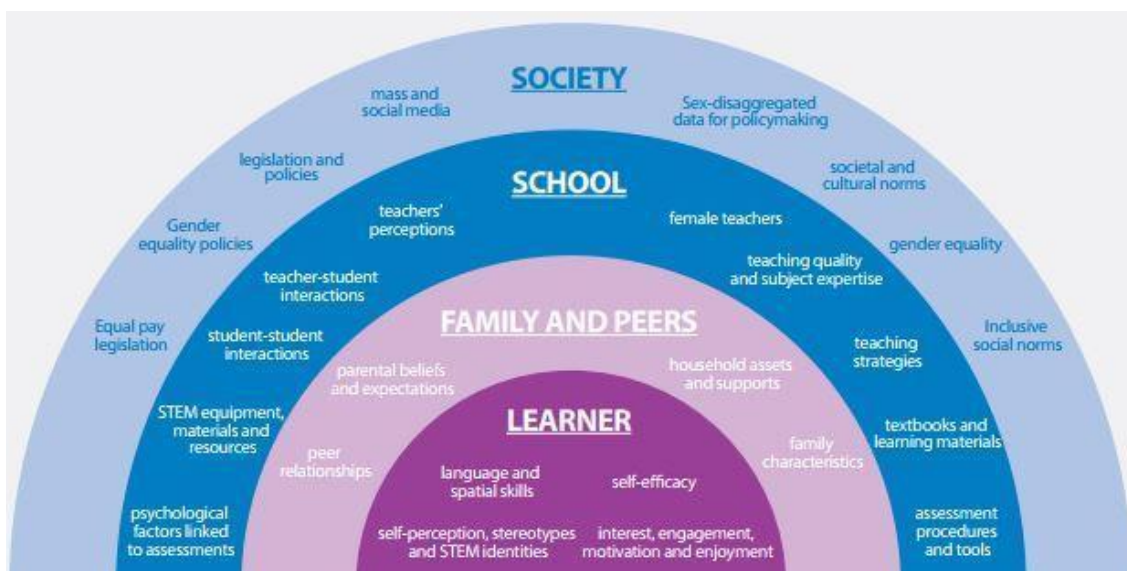 SOCIETY
mass and
social media
Sex-disaggregated
data for policymaking
legislation and
policies
societal and
cultural norms
Gender
equality policies
gender equality
Equal pay
legislation
Inclusive
social norms
SCHOOL
teachers'
perceptions
female teachers
teacher-student
interactions
teaching quality
and subject expertise
student-student
interactions
teaching
strategies
STEM equipment,
materials and
resources
textbooks and
learning materials
psychological
factors linked
to assessments
assessment
procedures
and tools
FAMILY AND PEERS
parental beliefs
and expectations
household assets
and supports
peer
relationships
family
characteristics
LEARNER
language and
spatial skills
self-efficacy
self-perception, stereotypes
and STEM identities
interest, engagement,
motivation and enjoyment